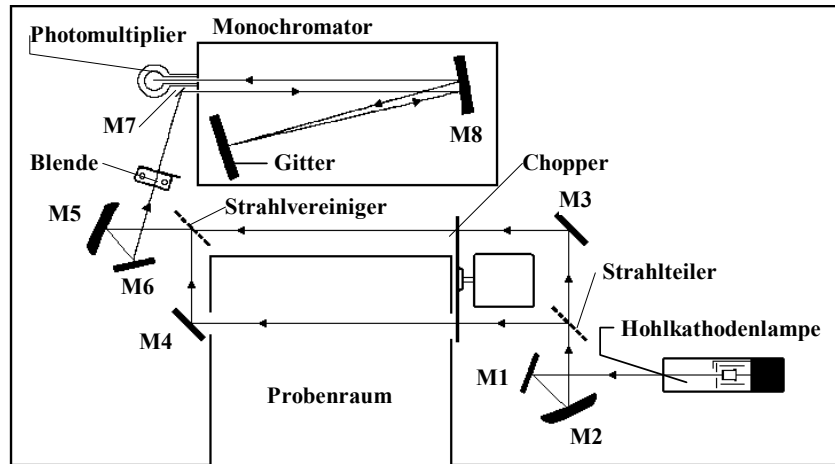 Monochromator
Photomultiplier
M7
M8
Gitter
Blende
Chopper
M5
Strahlvereiniger
M3
M6
Strahlteiler
M4
Hohlkathodenlampe
M1
Probenraum
M2